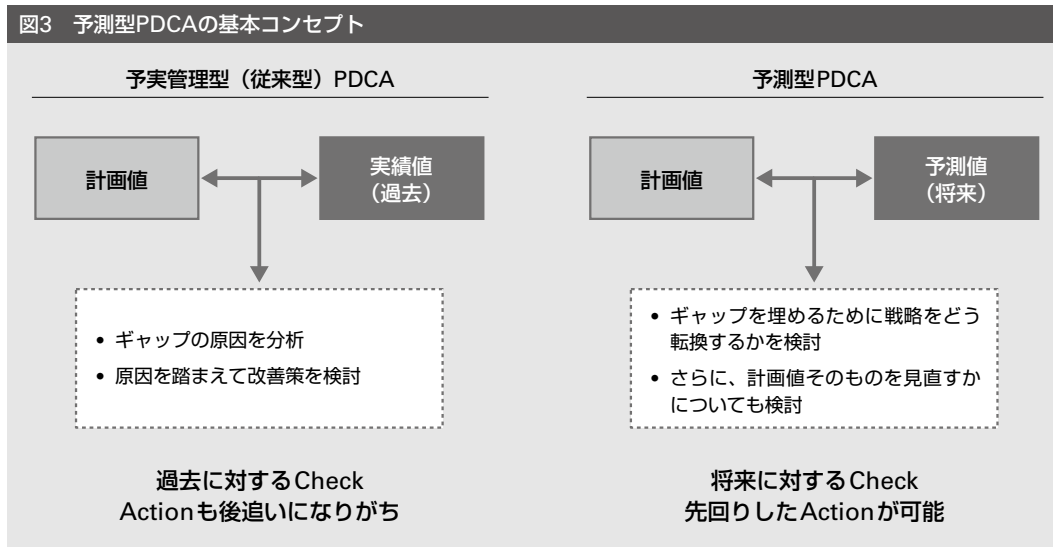 図3 予測型PDCAの基本コンセプト
予実管理型（従来型）PDCA
計画値
実績値
（過去）
• ギャップの原因を分析
• 原因を踏まえて改善策を検討
過去に対するCheck
Actionも後追いになりがち
予測型PDCA
計画値
予測値
（将来）
• ギャップを埋めるために戦略をどう
転換するかを検討
• さらに、計画値そのものを見直すか
についても検討
将来に対するCheck
先回りしたActionが可能